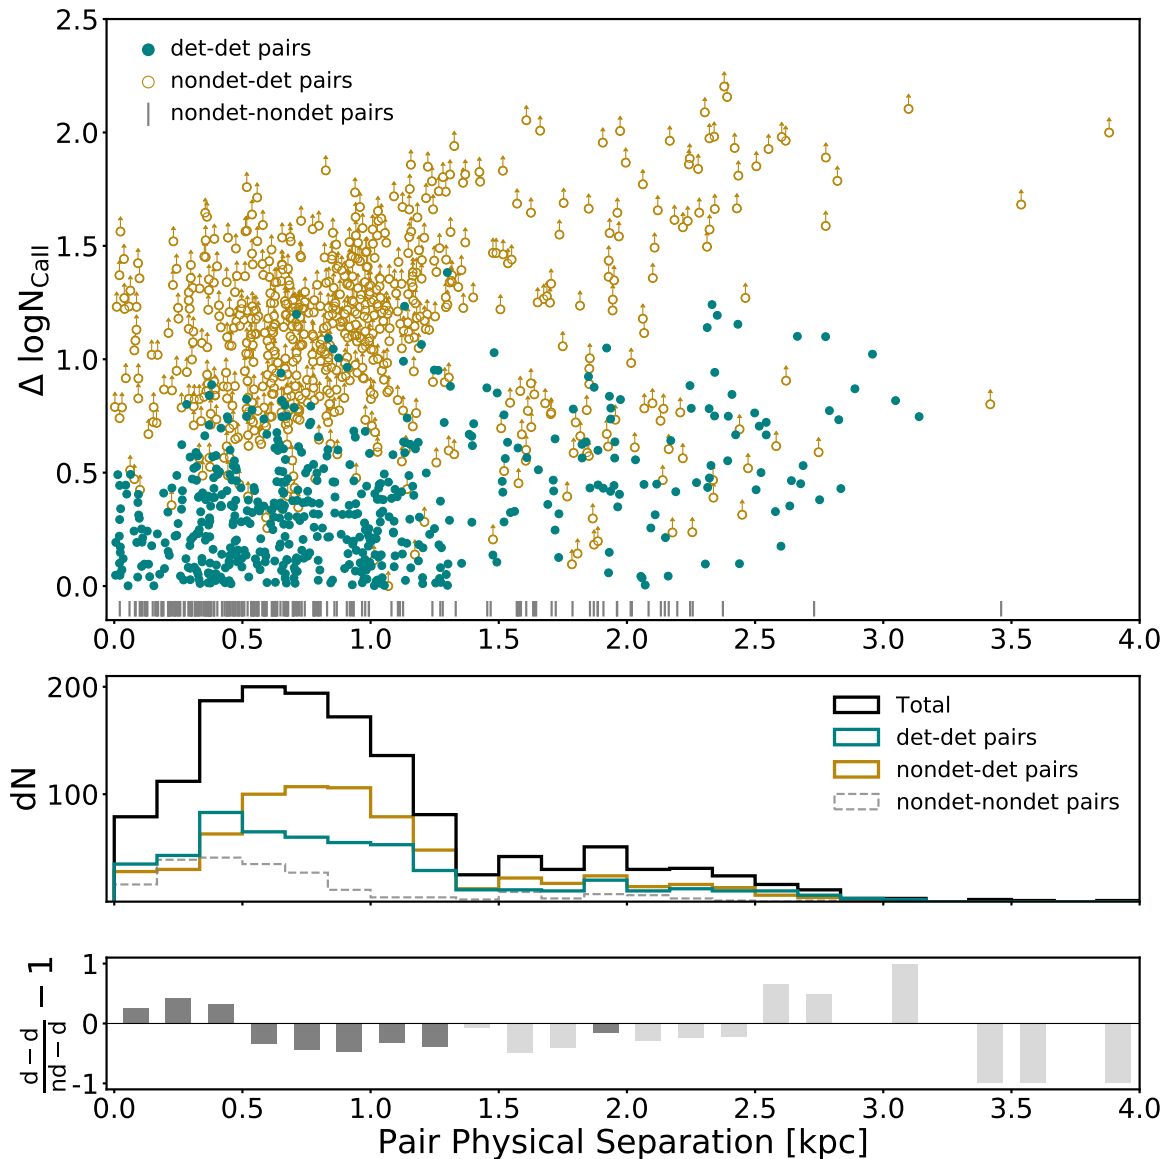 2.5
2.0
1.5
1.0
0.5
0.0
Δ logN_CaII
det-det pairs
nondet-det pairs
nondet-nondet pairs
0.0 0.5 1.0 1.5 2.0 2.5 3.0 3.5 4.0
200
100
dN
Total
det-det pairs
nondet-det pairs
nondet-nondet pairs
1
0
-1
d − d / nd − d − 1
0.0 0.5 1.0 1.5 2.0 2.5 3.0 3.5 4.0
Pair Physical Separation [kpc]